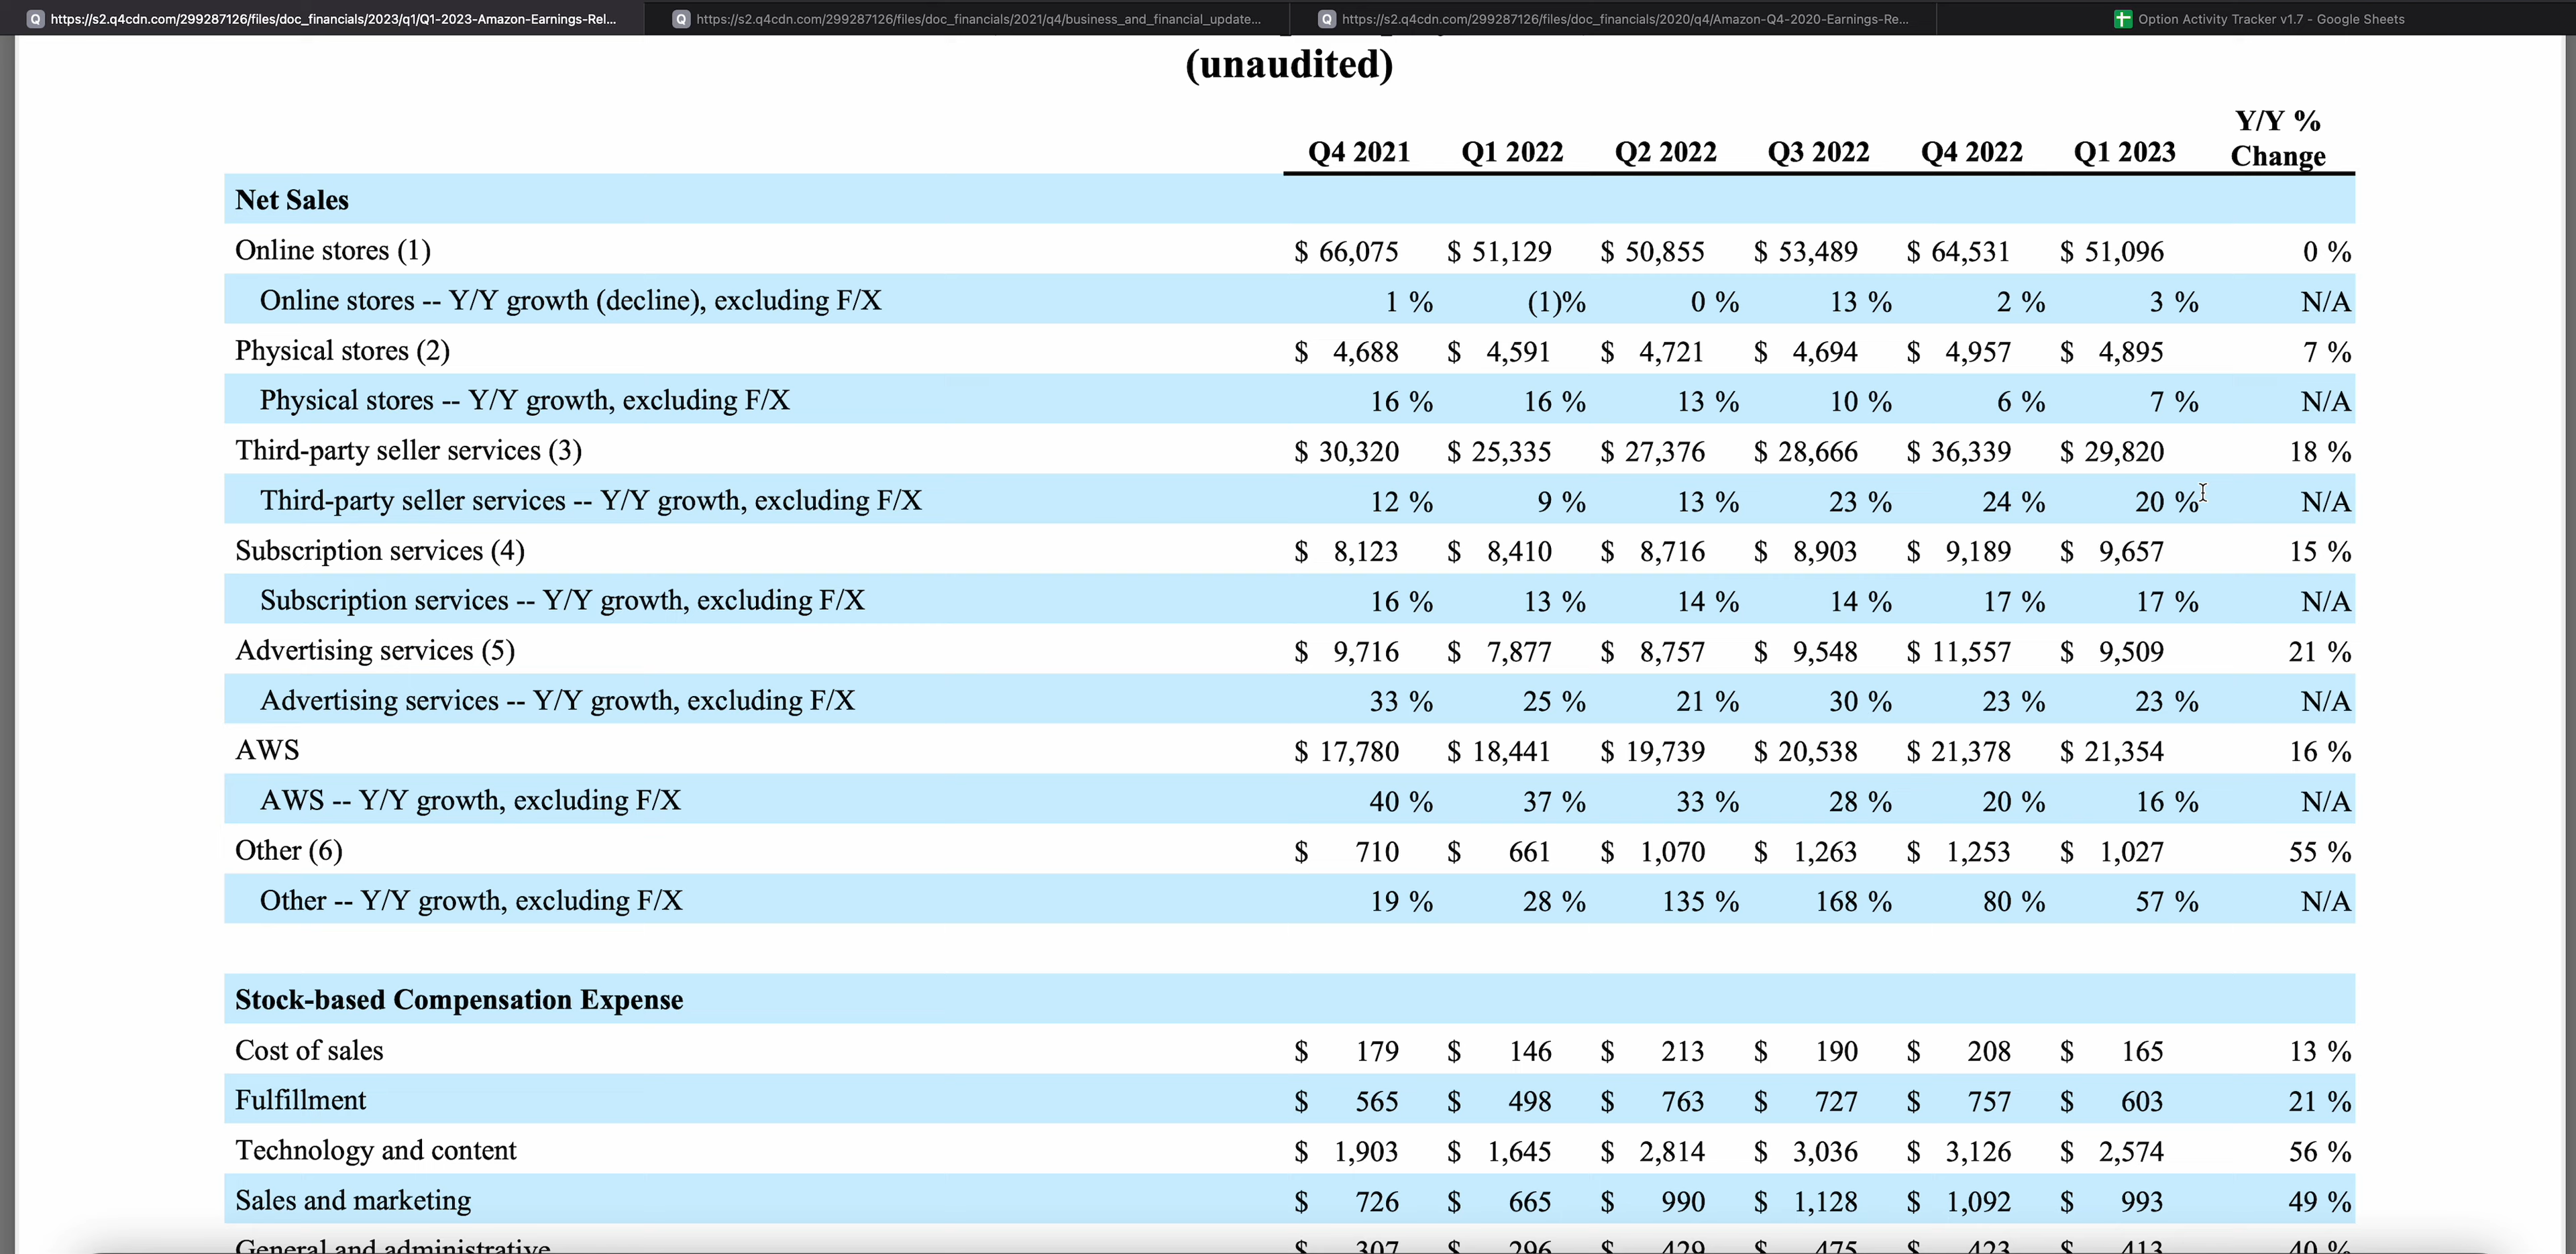 https://s2.q4cdn.com/299287126/files/doc_financials/2023/q1/Q1-2023-Amazon-Earnings-Rel...
https://s2.q4cdn.com/299287126/files/doc_financials/2021/q4/business_and_financial_update...
https://s2.q4cdn.com/299287126/files/doc_financials/2020/q4/Amazon-Q4-2020-Earnings-Re...
Option Activity Tracker v1.7 - Google Sheets
(unaudited)
Q4 2021 Q1 2022 Q2 2022 Q3 2022 Q4 2022 Q1 2023 Y/Y % Change
Net Sales
Online stores (1) $ 66,075 $ 51,129 $ 50,855 $ 53,489 $ 64,531 $ 51,096 0 %
Online stores -- Y/Y growth (decline), excluding F/X 1 % (1)% 0 % 13 % 2 % 3 % N/A
Physical stores (2) $ 4,688 $ 4,591 $ 4,721 $ 4,694 $ 4,957 $ 4,895 7 %
Physical stores -- Y/Y growth, excluding F/X 16 % 16 % 13 % 10 % 6 % 7 % N/A
Third-party seller services (3) $ 30,320 $ 25,335 $ 27,376 $ 28,666 $ 36,339 $ 29,820 18 %
Third-party seller services -- Y/Y growth, excluding F/X 12 % 9 % 13 % 23 % 24 % 20 % N/A
Subscription services (4) $ 8,123 $ 8,410 $ 8,716 $ 8,903 $ 9,189 $ 9,657 15 %
Subscription services -- Y/Y growth, excluding F/X 16 % 13 % 14 % 14 % 17 % 17 % N/A
Advertising services (5) $ 9,716 $ 7,877 $ 8,757 $ 9,548 $ 11,557 $ 9,509 21 %
Advertising services -- Y/Y growth, excluding F/X 33 % 25 % 21 % 30 % 23 % 23 % N/A
AWS $ 17,780 $ 18,441 $ 19,739 $ 20,538 $ 21,378 $ 21,354 16 %
AWS -- Y/Y growth, excluding F/X 40 % 37 % 33 % 28 % 20 % 16 % N/A
Other (6) $ 710 $ 661 $ 1,070 $ 1,263 $ 1,253 $ 1,027 55 %
Other -- Y/Y growth, excluding F/X 19 % 28 % 135 % 168 % 80 % 57 % N/A
Stock-based Compensation Expense
Cost of sales $ 179 $ 146 $ 213 $ 190 $ 208 $ 165 13 %
Fulfillment $ 565 $ 498 $ 763 $ 727 $ 757 $ 603 21 %
Technology and content $ 1,903 $ 1,645 $ 2,814 $ 3,036 $ 3,126 $ 2,574 56 %
Sales and marketing $ 726 $ 665 $ 990 $ 1,128 $ 1,092 $ 993 49 %
General and administrative $ 307 $ 296 $ 429 $ 475 $ 423 $ 413 40 %